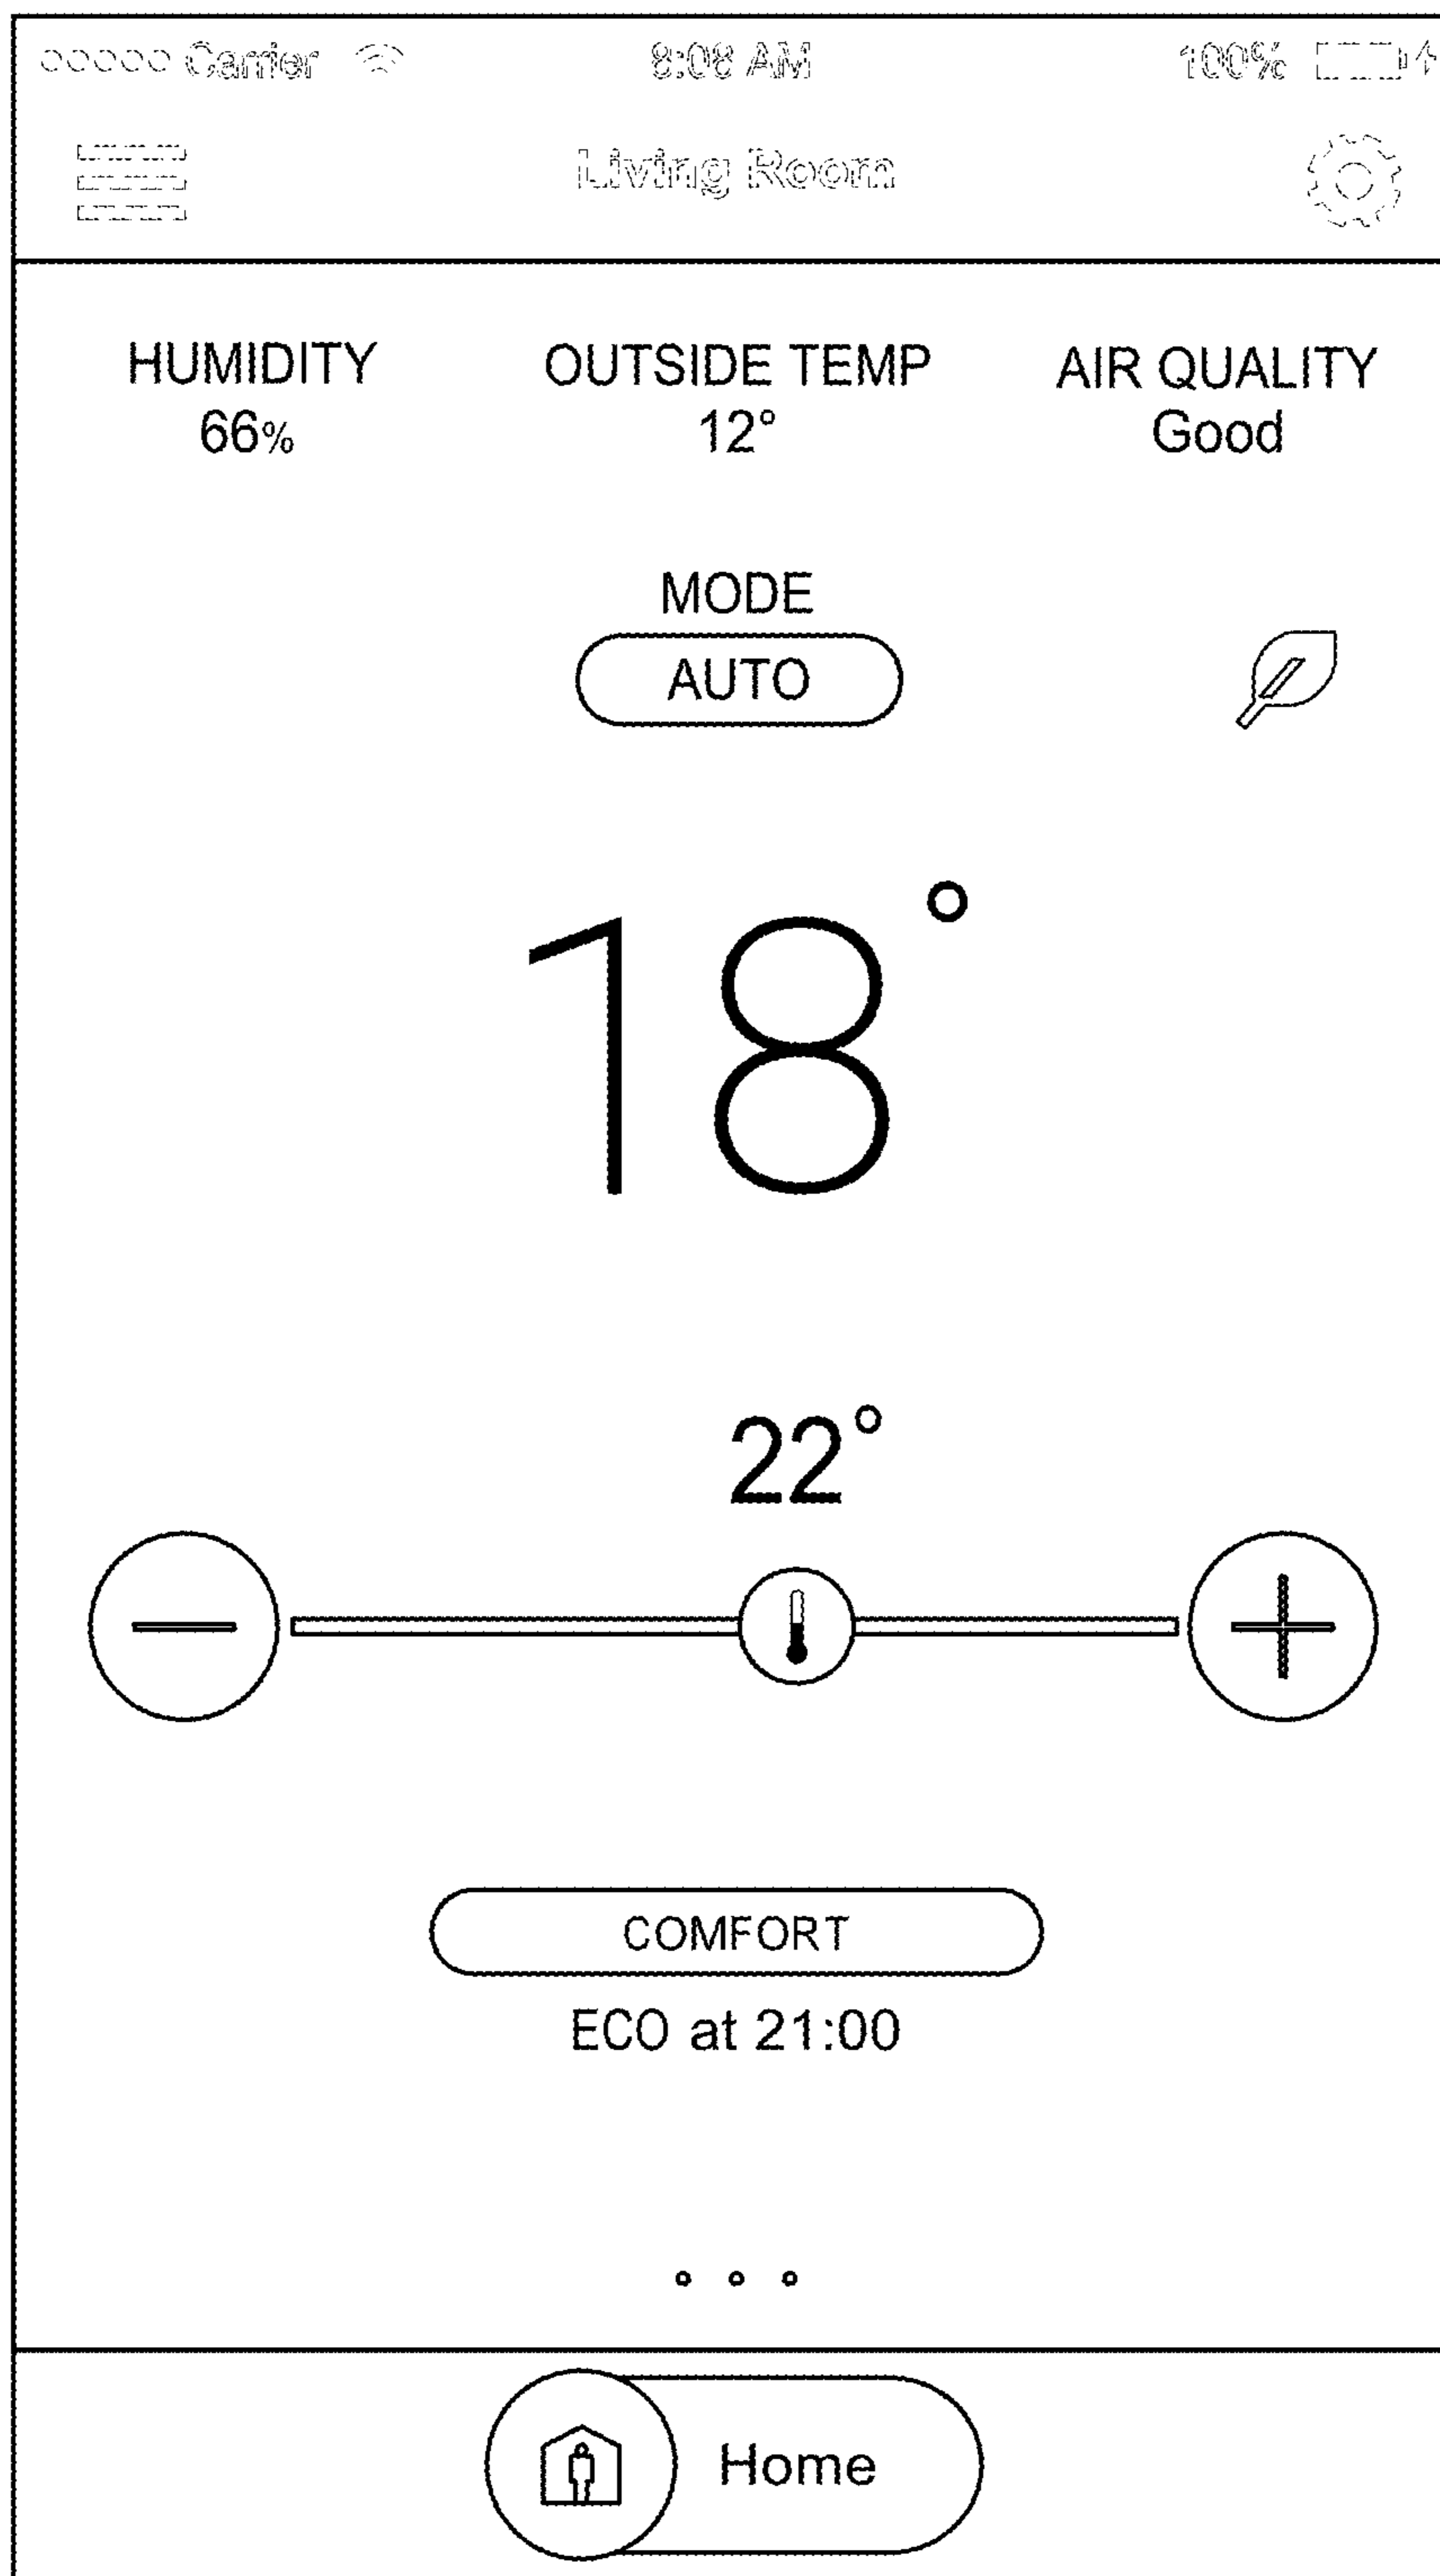 Carrier 8:08 AM 100%
Living Room
HUMIDITY OUTSIDE TEMP AIR QUALITY
66% 12° Good
MODE
AUTO
18°
22°
COMFORT
ECO at 21:00
Home